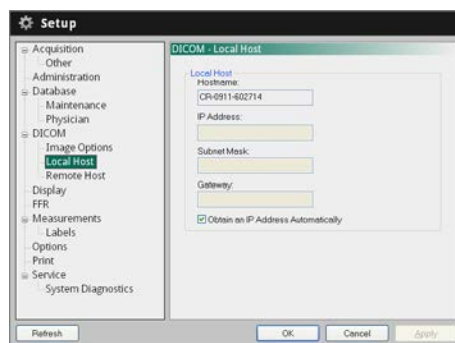 Setup
Acquisition
Other
Administration
Database
Maintenance
Physician
DICOM
Image Options
Local Host
Remote Host
Display
FFR
Measurements
Labels
Options
Print
Service
System Diagnostics
DICOM - Local Host
Local Host
Hostname:
CR-0911-602714
IP Address:
Subnet Mask:
Gateway:
Obtain an IP Address Automatically
Refresh
OK
Cancel
Apply